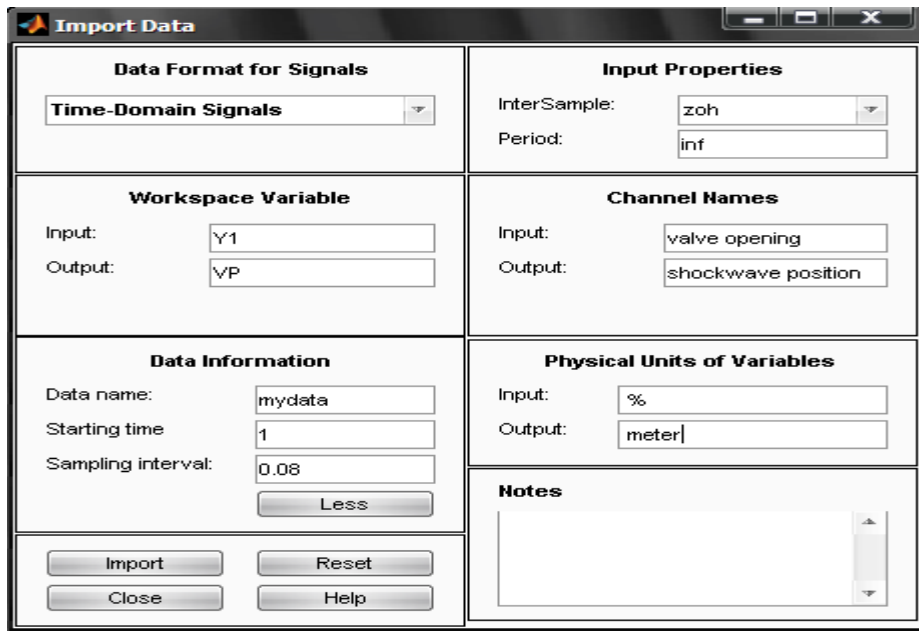 Import Data
Data Format for Signals
Time-Domain Signals
Input Properties
InterSample: zoh
Period: inf
Workspace Variable
Input: Y1
Output: VP
Channel Names
Input: valve opening
Output: shockwave position
Data Information
Data name: mydata
Starting time 1
Sampling interval: 0.08
Less
Physical Units of Variables
Input: %
Output: meter
Notes
Import Reset
Close Help